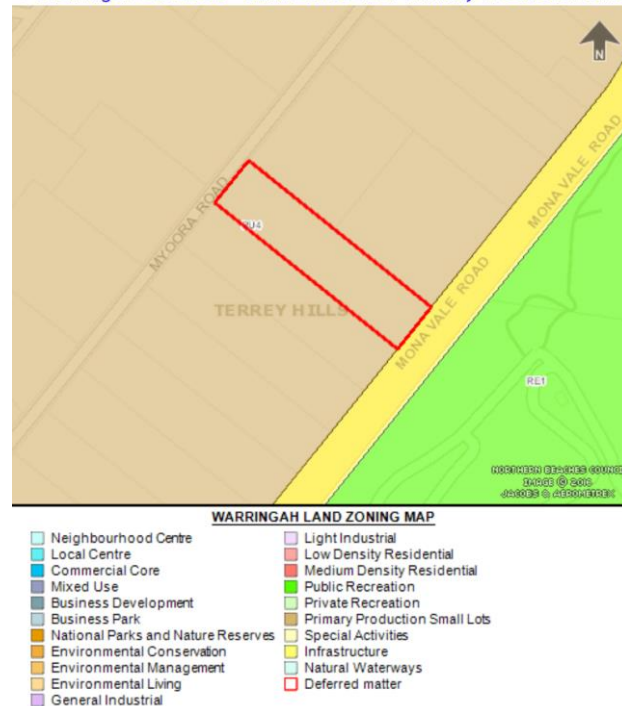 N
MONA VALE ROAD
MYOORA ROAD
RU4
TERREY HILLS
MONA VALE ROAD
RE1
NORTHERN BEACHES COUNCIL
IMAGE © 2016
JACOBS & AEROMETREX
WARRINGAH LAND ZONING MAP
Neighbourhood Centre
Local Centre
Commercial Core
Mixed Use
Business Development
Business Park
National Parks and Nature Reserves
Environmental Conservation
Environmental Management
Environmental Living
General Industrial
Light Industrial
Low Density Residential
Medium Density Residential
Public Recreation
Private Recreation
Primary Production Small Lots
Special Activities
Infrastructure
Natural Waterways
Deferred matter